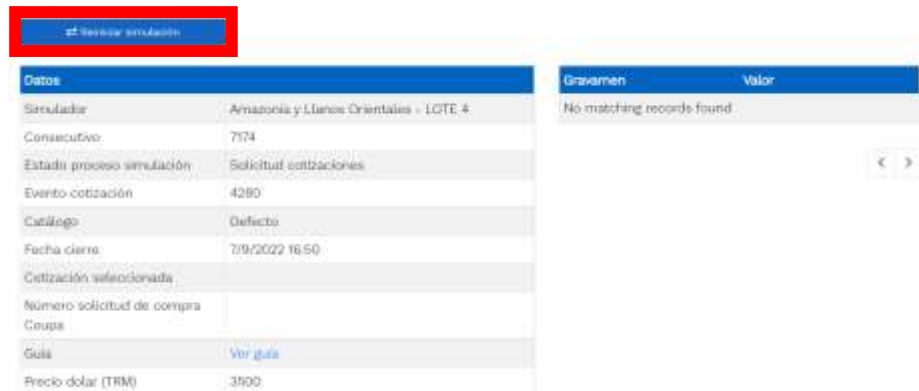 ⇄ Reiniciar simulación
Datos
Gravamen Valor
Simulador Amazonia y Llanos Orientales - LOTE 4
No matching records found
Consecutivo 7174
Estado proceso simulación Solicitud cotizaciones
Evento cotización 4280
Catálogo Defecto
Fecha cierre 7/9/2022 16:50
Cotización seleccionada
Número solicitud de compra
Coupa
Guía Ver guía
Precio dolar (TRM) 3500